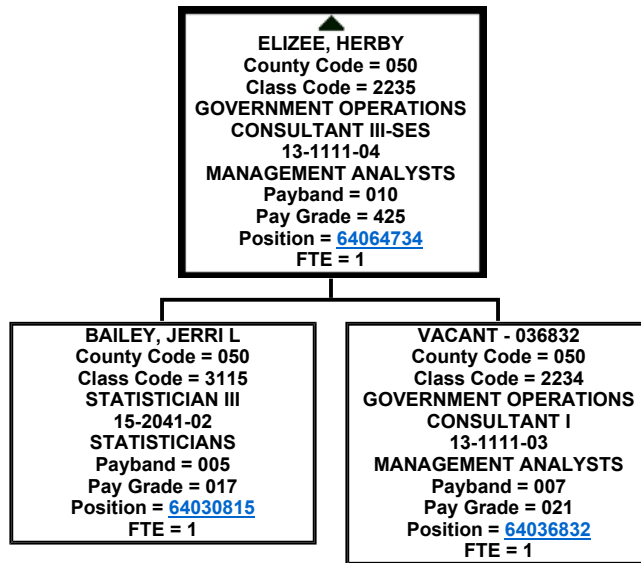 ELIZEE, HERBY
County Code = 050
Class Code = 2235
GOVERNMENT OPERATIONS
CONSULTANT III-SES
13-1111-04
MANAGEMENT ANALYSTS
Payband = 010
Pay Grade = 425
Position = 64064734
FTE = 1
BAILEY, JERRI L
County Code = 050
Class Code = 3115
STATISTICIAN III
15-2041-02
STATISTICIANS
Payband = 005
Pay Grade = 017
Position = 64030815
FTE = 1
VACANT - 036832
County Code = 050
Class Code = 2234
GOVERNMENT OPERATIONS
CONSULTANT I
13-1111-03
MANAGEMENT ANALYSTS
Payband = 007
Pay Grade = 021
Position = 64036832
FTE = 1